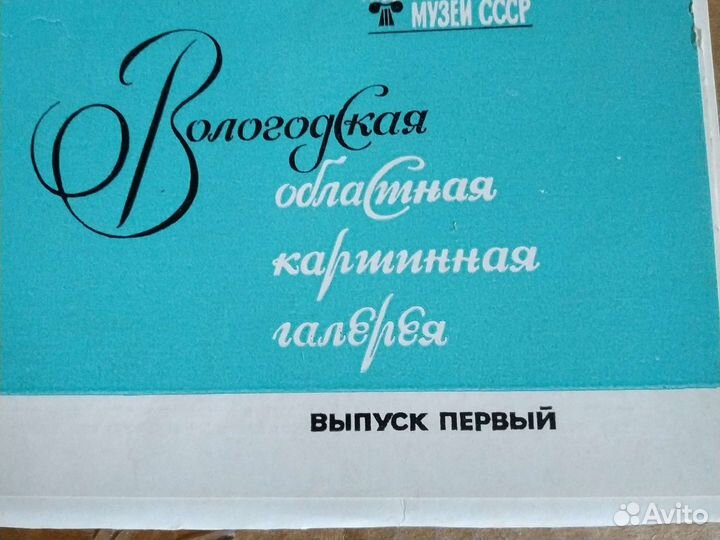 МУЗЕИ СССР
Вологодская
областная
картинная
галерея
ВЫПУСК ПЕРВЫЙ
Avito